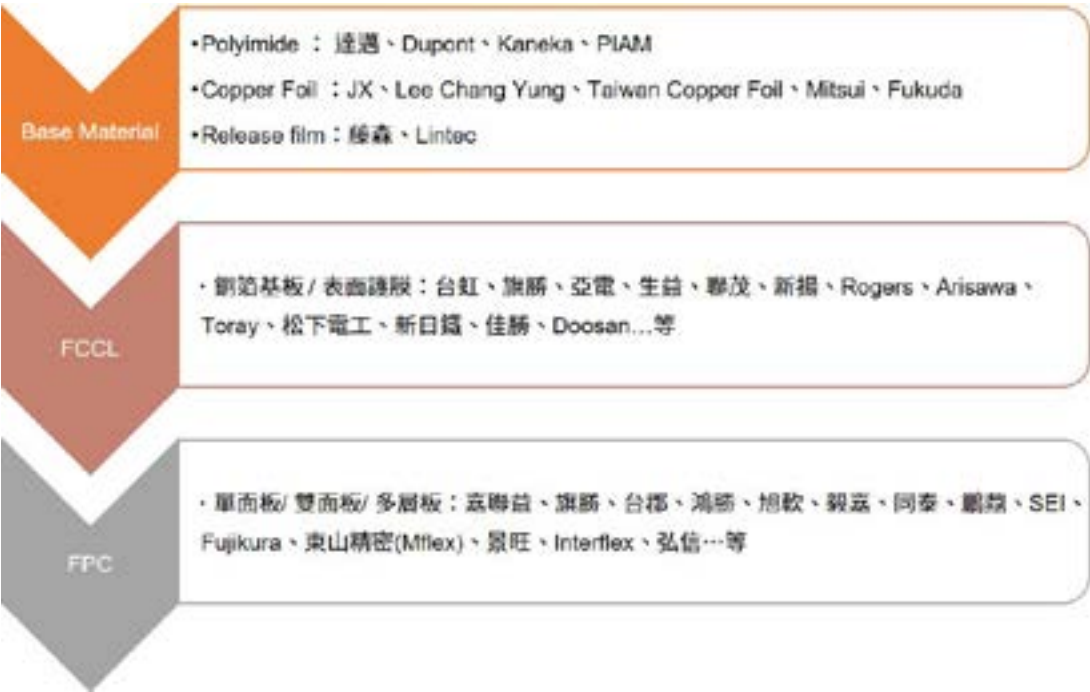 Base Material
•Polyimide ： 達邁、Dupont、Kaneka、PIAM
•Copper Foil ：JX、Lee Chang Yung、Taiwan Copper Foil、Mitsui、Fukuda
•Release film：藤森、Lintec
FCCL
· 銅箔基板 / 表面護膜：台虹、旗勝、亞電、生益、聯茂、新揚、Rogers、Arisawa、
Toray、松下電工、新日鐵、佳勝、Doosan…等
FPC
· 單面板/ 雙面板/ 多層板：嘉聯益、旗勝、台郡、鴻勝、旭軟、毅嘉、同泰、鵬鼎、SEI、
Fujikura、東山精密(Mflex)、景旺、Interflex、弘信…等